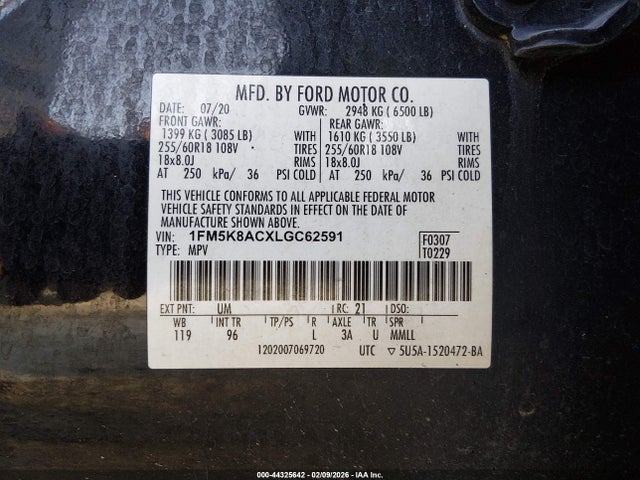 MFD. BY FORD MOTOR CO.
DATE: 07/20 GVWR: 2948 KG ( 6500 LB)
FRONT GAWR: REAR GAWR:
1399 KG ( 3085 LB) WITH 1610 KG ( 3550 LB) WITH
255/60R18 108V TIRES 255/60R18 108V TIRES
18x8.0J RIMS 18x8.0J RIMS
AT 250 kPa/ 36 PSI COLD AT 250 kPa/ 36 PSI COLD
THIS VEHICLE CONFORMS TO ALL APPLICABLE FEDERAL MOTOR
VEHICLE SAFETY STANDARDS IN EFFECT ON THE DATE OF
MANUFACTURE SHOWN ABOVE.
VIN: 1FM5K8ACXLGC62591 F0307
TYPE: MPV T0229
EXT PNT: UM RC: 21 DSO:
WB INT TR TP/PS R AXLE TR SPR
119 96 L 3A U MMLL
1202007069720 UTC ▽ 5U5A-1520472-BA
000-44325642 - 02/09/2026 - IAA Inc.